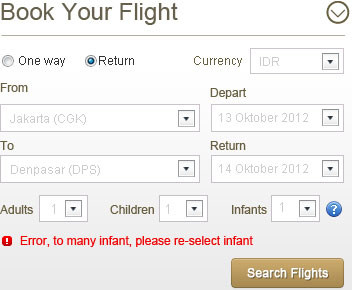 Book Your Flight
One way Return Currency IDR
From Depart
Jakarta (CGK) 13 Oktober 2012
To Return
Denpasar (DPS) 14 Oktober 2012
Adults 1 Children 1 Infants 1 ?
! Error, to many infant, please re-select infant
Search Flights